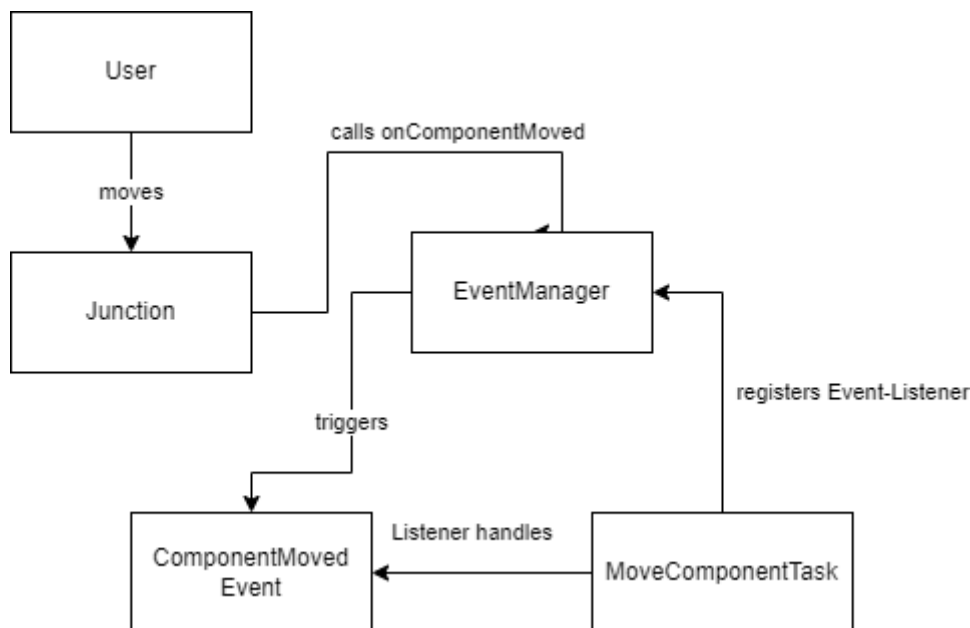 User
calls onComponentMoved
moves
EventManager
Junction
registers Event-Listener
triggers
Listener handles
ComponentMoved
Event
MoveComponentTask